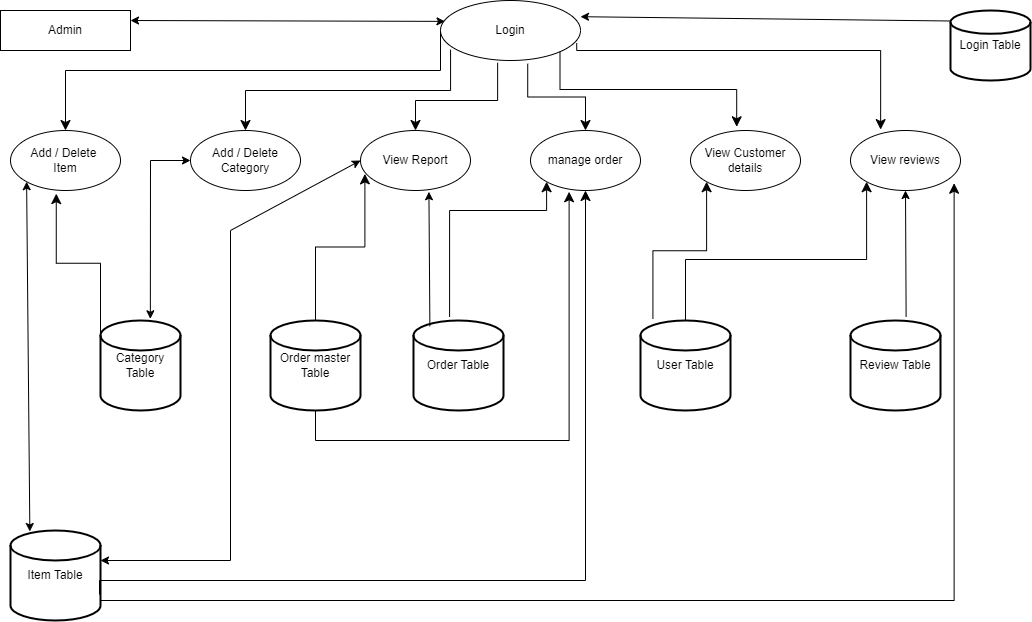 Admin
Login
Login Table
Add / Delete
Item
Add / Delete
Category
View Report
manage order
View Customer
details
View reviews
Category
Table
Order master
Table
Order Table
User Table
Review Table
Item Table